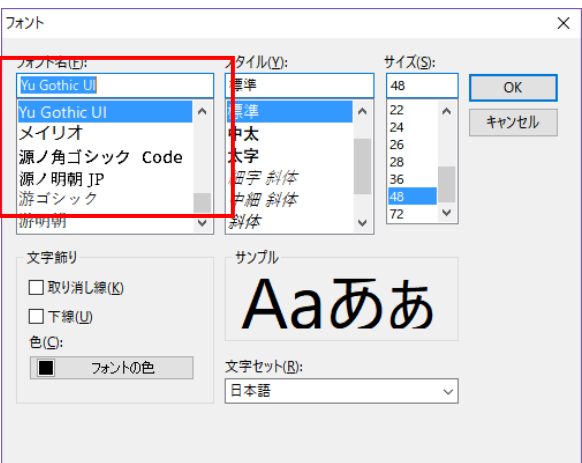 フォント
フォント名(F):
Yu Gothic UI
Yu Gothic UI
メイリオ
源ノ角ゴシック Code
源ノ明朝 JP
游ゴシック
游明朝
スタイル(Y):
標準
標準
中太
太字
細字 斜体
中細 斜体
斜体
サイズ(S):
48
22
24
26
28
36
48
72
OK
キャンセル
文字飾り
取り消し線(K)
下線(U)
色(C):
フォントの色
サンプル
Aaあぁ
文字セット(R):
日本語